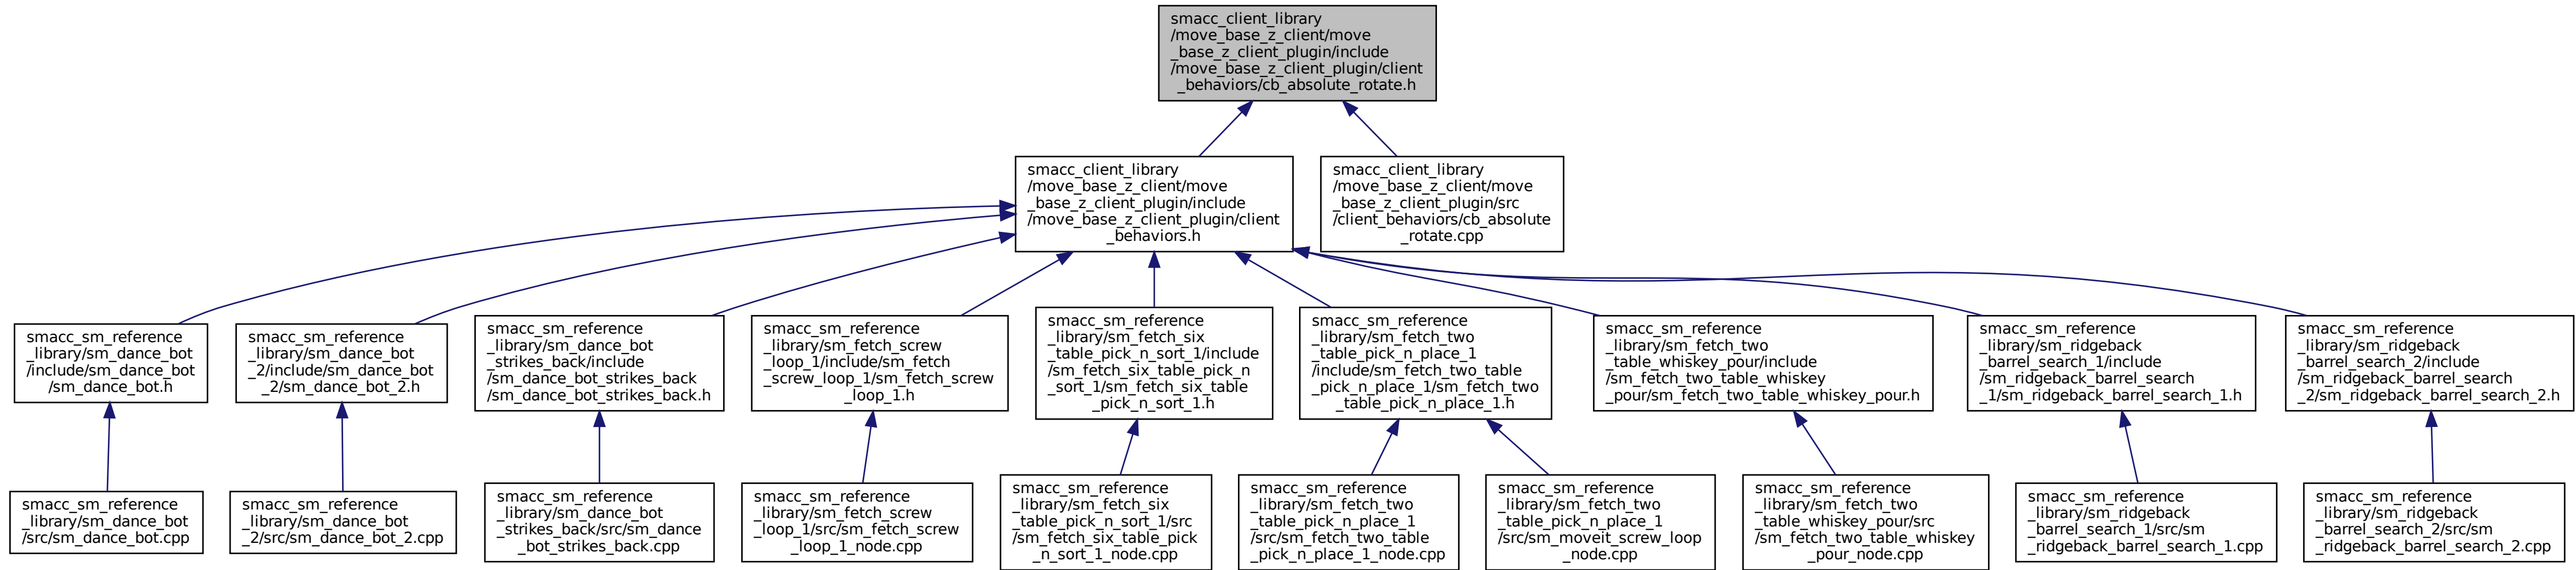 smacc_client_library
/move_base_z_client/move
_base_z_client_plugin/include
/move_base_z_client_plugin/client
_behaviors/cb_absolute_rotate.h
smacc_client_library
/move_base_z_client/move
_base_z_client_plugin/include
/move_base_z_client_plugin/client
_behaviors.h
smacc_client_library
/move_base_z_client/move
_base_z_client_plugin/src
/client_behaviors/cb_absolute
_rotate.cpp
smacc_sm_reference
_library/sm_dance_bot
/include/sm_dance_bot
/sm_dance_bot.h
smacc_sm_reference
_library/sm_dance_bot
_2/include/sm_dance_bot
_2/sm_dance_bot_2.h
smacc_sm_reference
_library/sm_dance_bot
_strikes_back/include
/sm_dance_bot_strikes_back
/sm_dance_bot_strikes_back.h
smacc_sm_reference
_library/sm_fetch_screw
_loop_1/include/sm_fetch
_screw_loop_1/sm_fetch_screw
_loop_1.h
smacc_sm_reference
_library/sm_fetch_six
_table_pick_n_sort_1/include
/sm_fetch_six_table_pick_n
_sort_1/sm_fetch_six_table
_pick_n_sort_1.h
smacc_sm_reference
_library/sm_fetch_two
_table_pick_n_place_1
/include/sm_fetch_two_table
_pick_n_place_1/sm_fetch_two
_table_pick_n_place_1.h
smacc_sm_reference
_library/sm_fetch_two
_table_whiskey_pour/include
/sm_fetch_two_table_whiskey
_pour/sm_fetch_two_table_whiskey_pour.h
smacc_sm_reference
_library/sm_ridgeback
_barrel_search_1/include
/sm_ridgeback_barrel_search
_1/sm_ridgeback_barrel_search_1.h
smacc_sm_reference
_library/sm_ridgeback
_barrel_search_2/include
/sm_ridgeback_barrel_search
_2/sm_ridgeback_barrel_search_2.h
smacc_sm_reference
_library/sm_dance_bot
/src/sm_dance_bot.cpp
smacc_sm_reference
_library/sm_dance_bot
_2/src/sm_dance_bot_2.cpp
smacc_sm_reference
_library/sm_dance_bot
_strikes_back/src/sm_dance
_bot_strikes_back.cpp
smacc_sm_reference
_library/sm_fetch_screw
_loop_1/src/sm_fetch_screw
_loop_1_node.cpp
smacc_sm_reference
_library/sm_fetch_six
_table_pick_n_sort_1/src
/sm_fetch_six_table_pick
_n_sort_1_node.cpp
smacc_sm_reference
_library/sm_fetch_two
_table_pick_n_place_1
/src/sm_fetch_two_table
_pick_n_place_1_node.cpp
smacc_sm_reference
_library/sm_fetch_two
_table_pick_n_place_1
/src/sm_moveit_screw_loop
_node.cpp
smacc_sm_reference
_library/sm_fetch_two
_table_whiskey_pour/src
/sm_fetch_two_table_whiskey
_pour_node.cpp
smacc_sm_reference
_library/sm_ridgeback
_barrel_search_1/src/sm
_ridgeback_barrel_search_1.cpp
smacc_sm_reference
_library/sm_ridgeback
_barrel_search_2/src/sm
_ridgeback_barrel_search_2.cpp